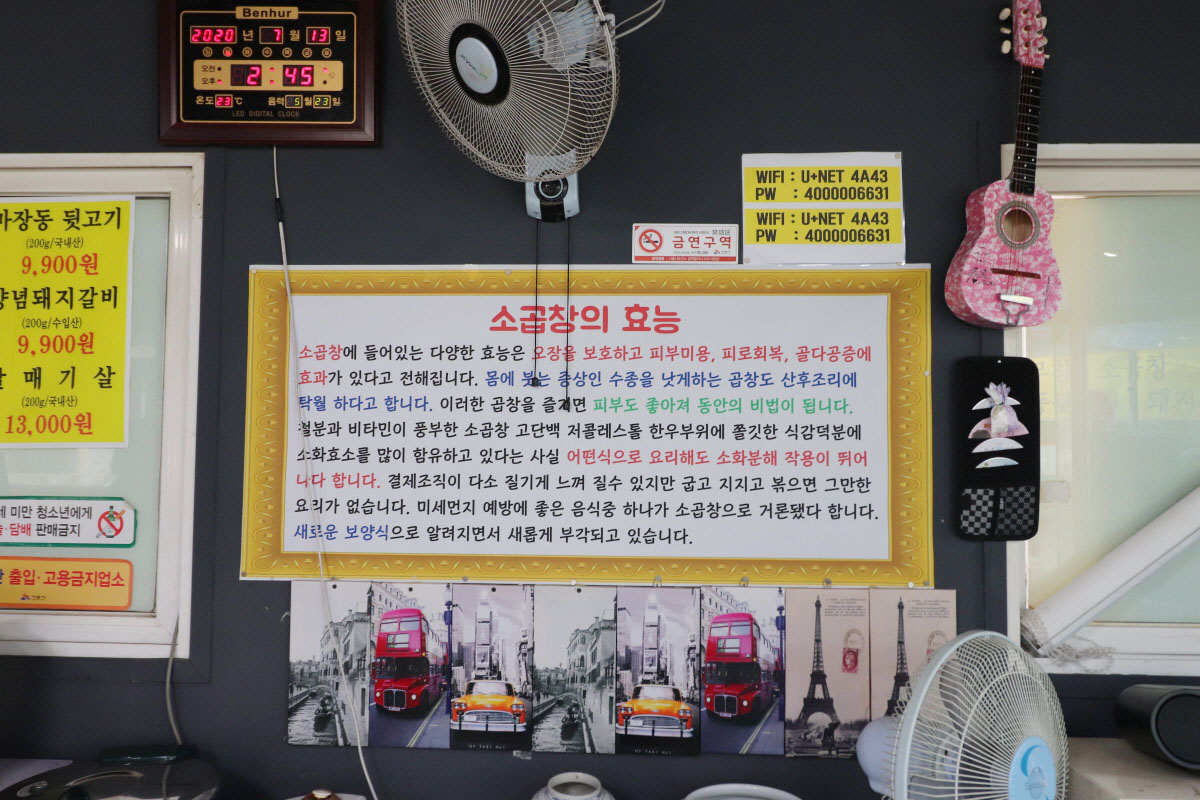 Benhur
2020 년 7 월 13 일
오전
오후 2:45
온도 23 ℃ 음력 5 월 23 일
LED DIGITAL CLOCK
마장동 뒷고기
(200g/국내산)
9,900원
양념돼지갈비
(200g/수입산)
9,900원
갈매기살
(200g/국내산)
13,000원
세 미만 청소년에게
담배 판매금지
출입·고용금지업소
금연구역
WIFI : U+NET 4A43
PW : 4000006631
WIFI : U+NET 4A43
PW : 4000006631
소곱창의 효능
소곱창에 들어있는 다양한 효능은 오장을 보호하고 피부미용, 피로회복, 골다공증에
효과가 있다고 전해집니다. 몸에 붓는 증상인 수종을 낫게하는 곱창도 산후조리에
탁월 하다고 합니다. 이러한 곱창을 즐기면 피부도 좋아져 동안의 비법이 됩니다.
철분과 비타민이 풍부한 소곱창 고단백 저콜레스톨 한우부위에 쫄깃한 식감덕분에
소화효소를 많이 함유하고 있다는 사실 어떤식으로 요리해도 소화분해 작용이 뛰어
나다 합니다. 결제조직이 다소 질기게 느껴 질수 있지만 굽고 지지고 볶으면 그만한
요리가 없습니다. 미세먼지 예방에 좋은 음식중 하나가 소곱창으로 거론됐다 합니다.
새로운 보양식으로 알려지면서 새롭게 부각되고 있습니다.